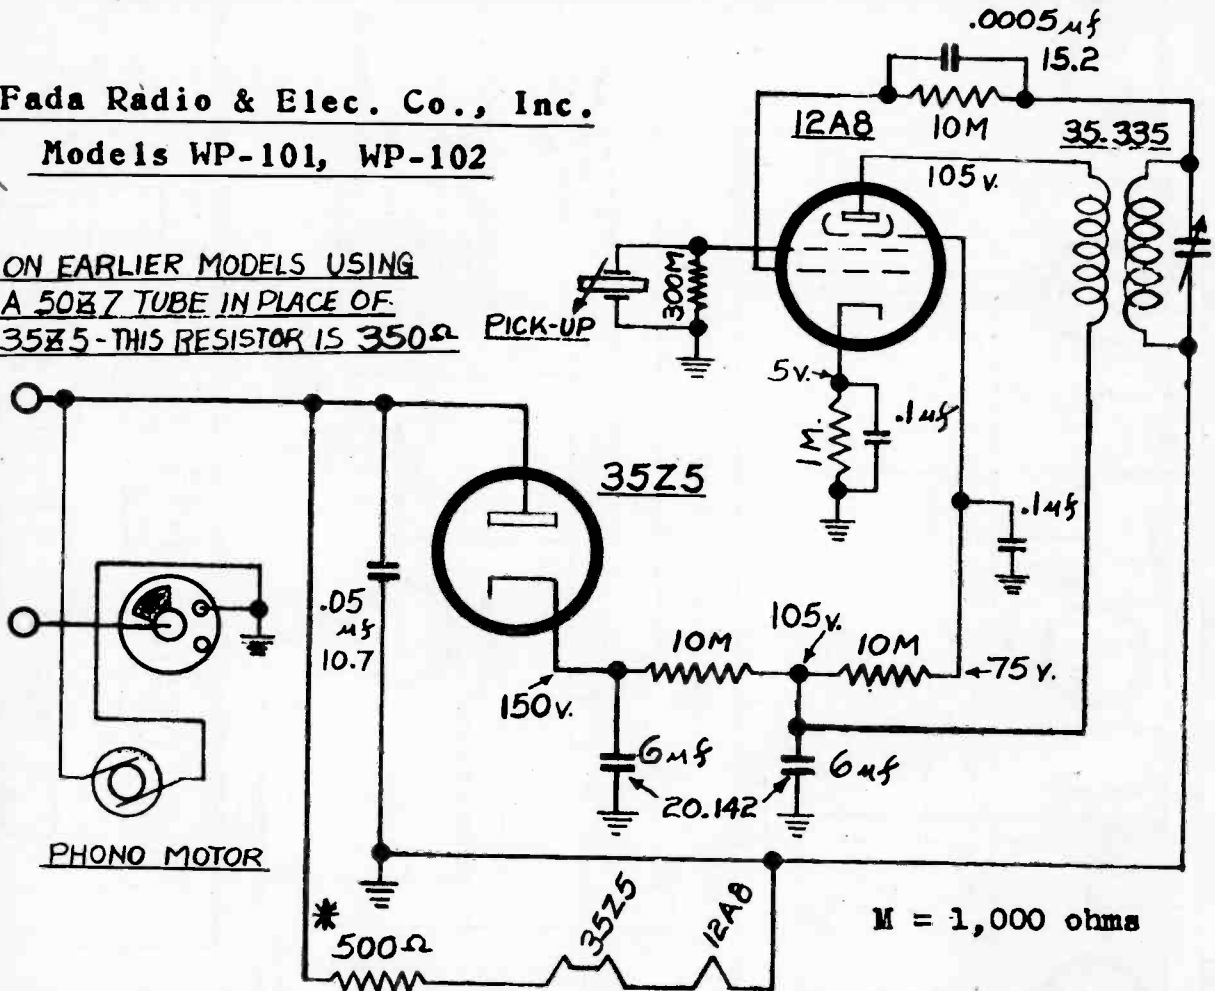 Fada Radio & Elec. Co., Inc.
Models WP-101, WP-102
ON EARLIER MODELS USING
A 50Z7 TUBE IN PLACE OF
35Z5 - THIS RESISTOR IS 350Ω
.0005μf
15.2
12A8
10M
35.335
105v.
300M
PICK-UP
5v.
1M.
.1μf
.1μf
35Z5
.05
μf
10.7
10M
105v.
10M
75v.
150v.
6μf
20.142
6μf
PHONO MOTOR
*
500Ω
35Z5
12A8
M = 1,000 ohms